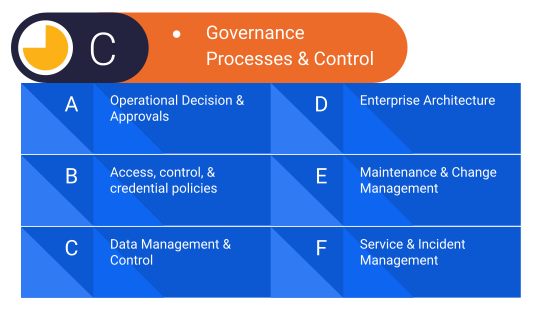 C
• Governance
Processes & Control
A
Operational Decision &
Approvals
B
Access, control, &
credential policies
C
Data Management &
Control
D
Enterprise Architecture
E
Maintenance & Change
Management
F
Service & Incident
Management